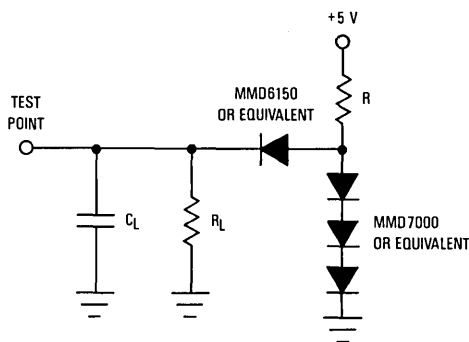 +5 V
R
MMD6150
OR EQUIVALENT
TEST
POINT
CL
RL
MMD7000
OR EQUIVALENT